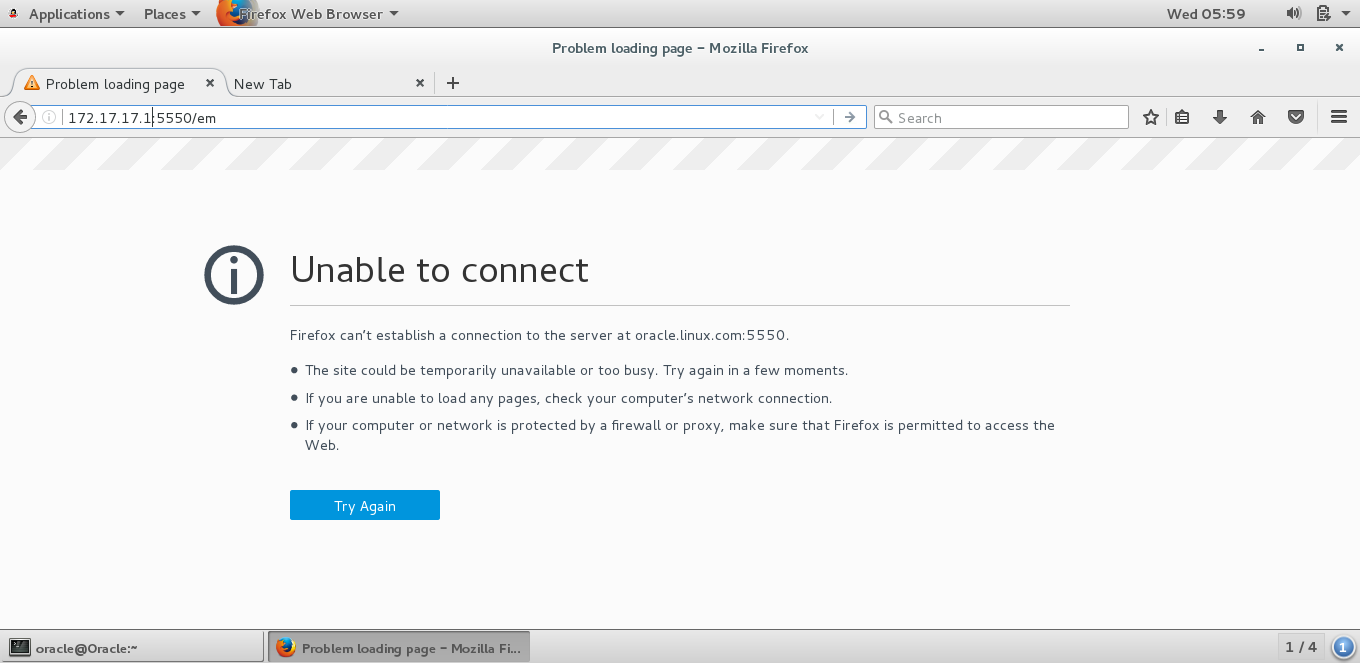 Applications Places Firefox Web Browser Wed 05:59
Problem loading page - Mozilla Firefox
Problem loading page New Tab
172.17.17.1:5550/em Search
Unable to connect
Firefox can't establish a connection to the server at oracle.linux.com:5550.
• The site could be temporarily unavailable or too busy. Try again in a few moments.
• If you are unable to load any pages, check your computer's network connection.
• If your computer or network is protected by a firewall or proxy, make sure that Firefox is permitted to access the
Web.
Try Again
oracle@Oracle:~ Problem loading page - Mozilla Fi... 1 / 4 1